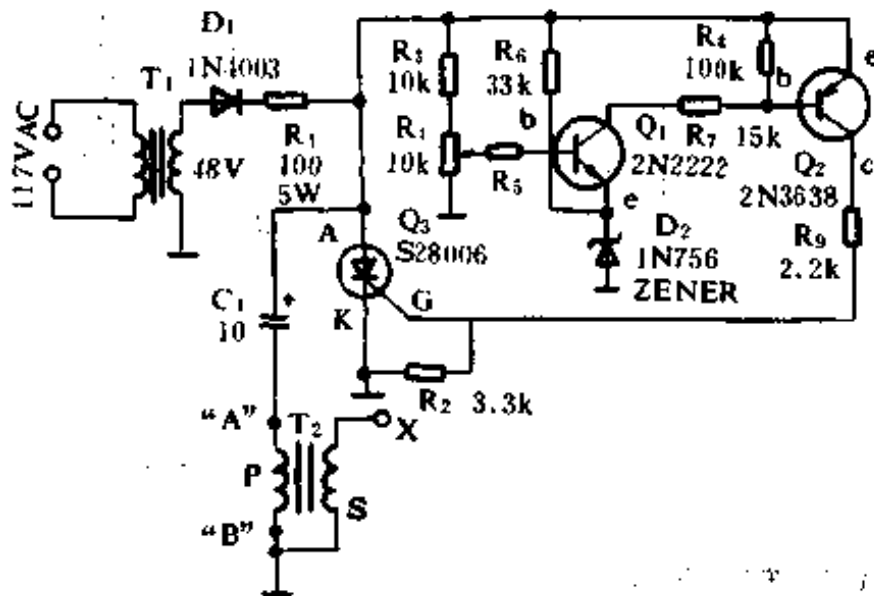 D₁
1N4003
T₁
117VAC
48V
R₁
100
5W
R₃
10k
R₄
10k
R₆
33k
b
R₅
Q₁
2N2222
e
D₂
1N756
ZENER
R₇
15k
100k
b
e
Q₂
2N3638
c
R₉
2.2k
A
Q₃
S28006
G
K
C₁
+
10
R₂ 3.3k
"A"
T₂
X
P
S
"B"